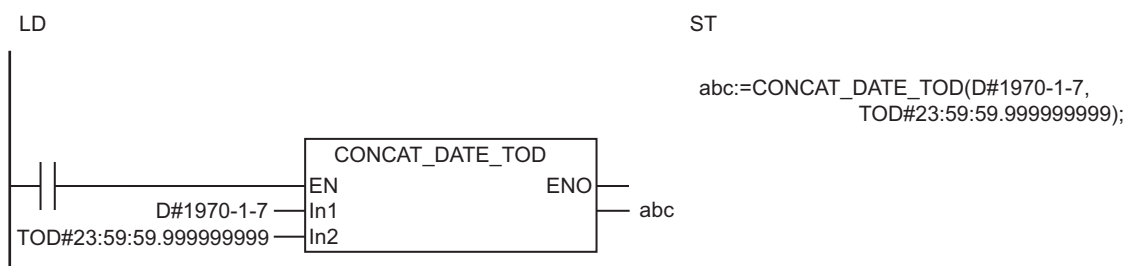 LD
ST
abc:=CONCAT_DATE_TOD(D#1970-1-7,
TOD#23:59:59.999999999);
CONCAT_DATE_TOD
EN ENO
D#1970-1-7 In1 abc
TOD#23:59:59.999999999 In2